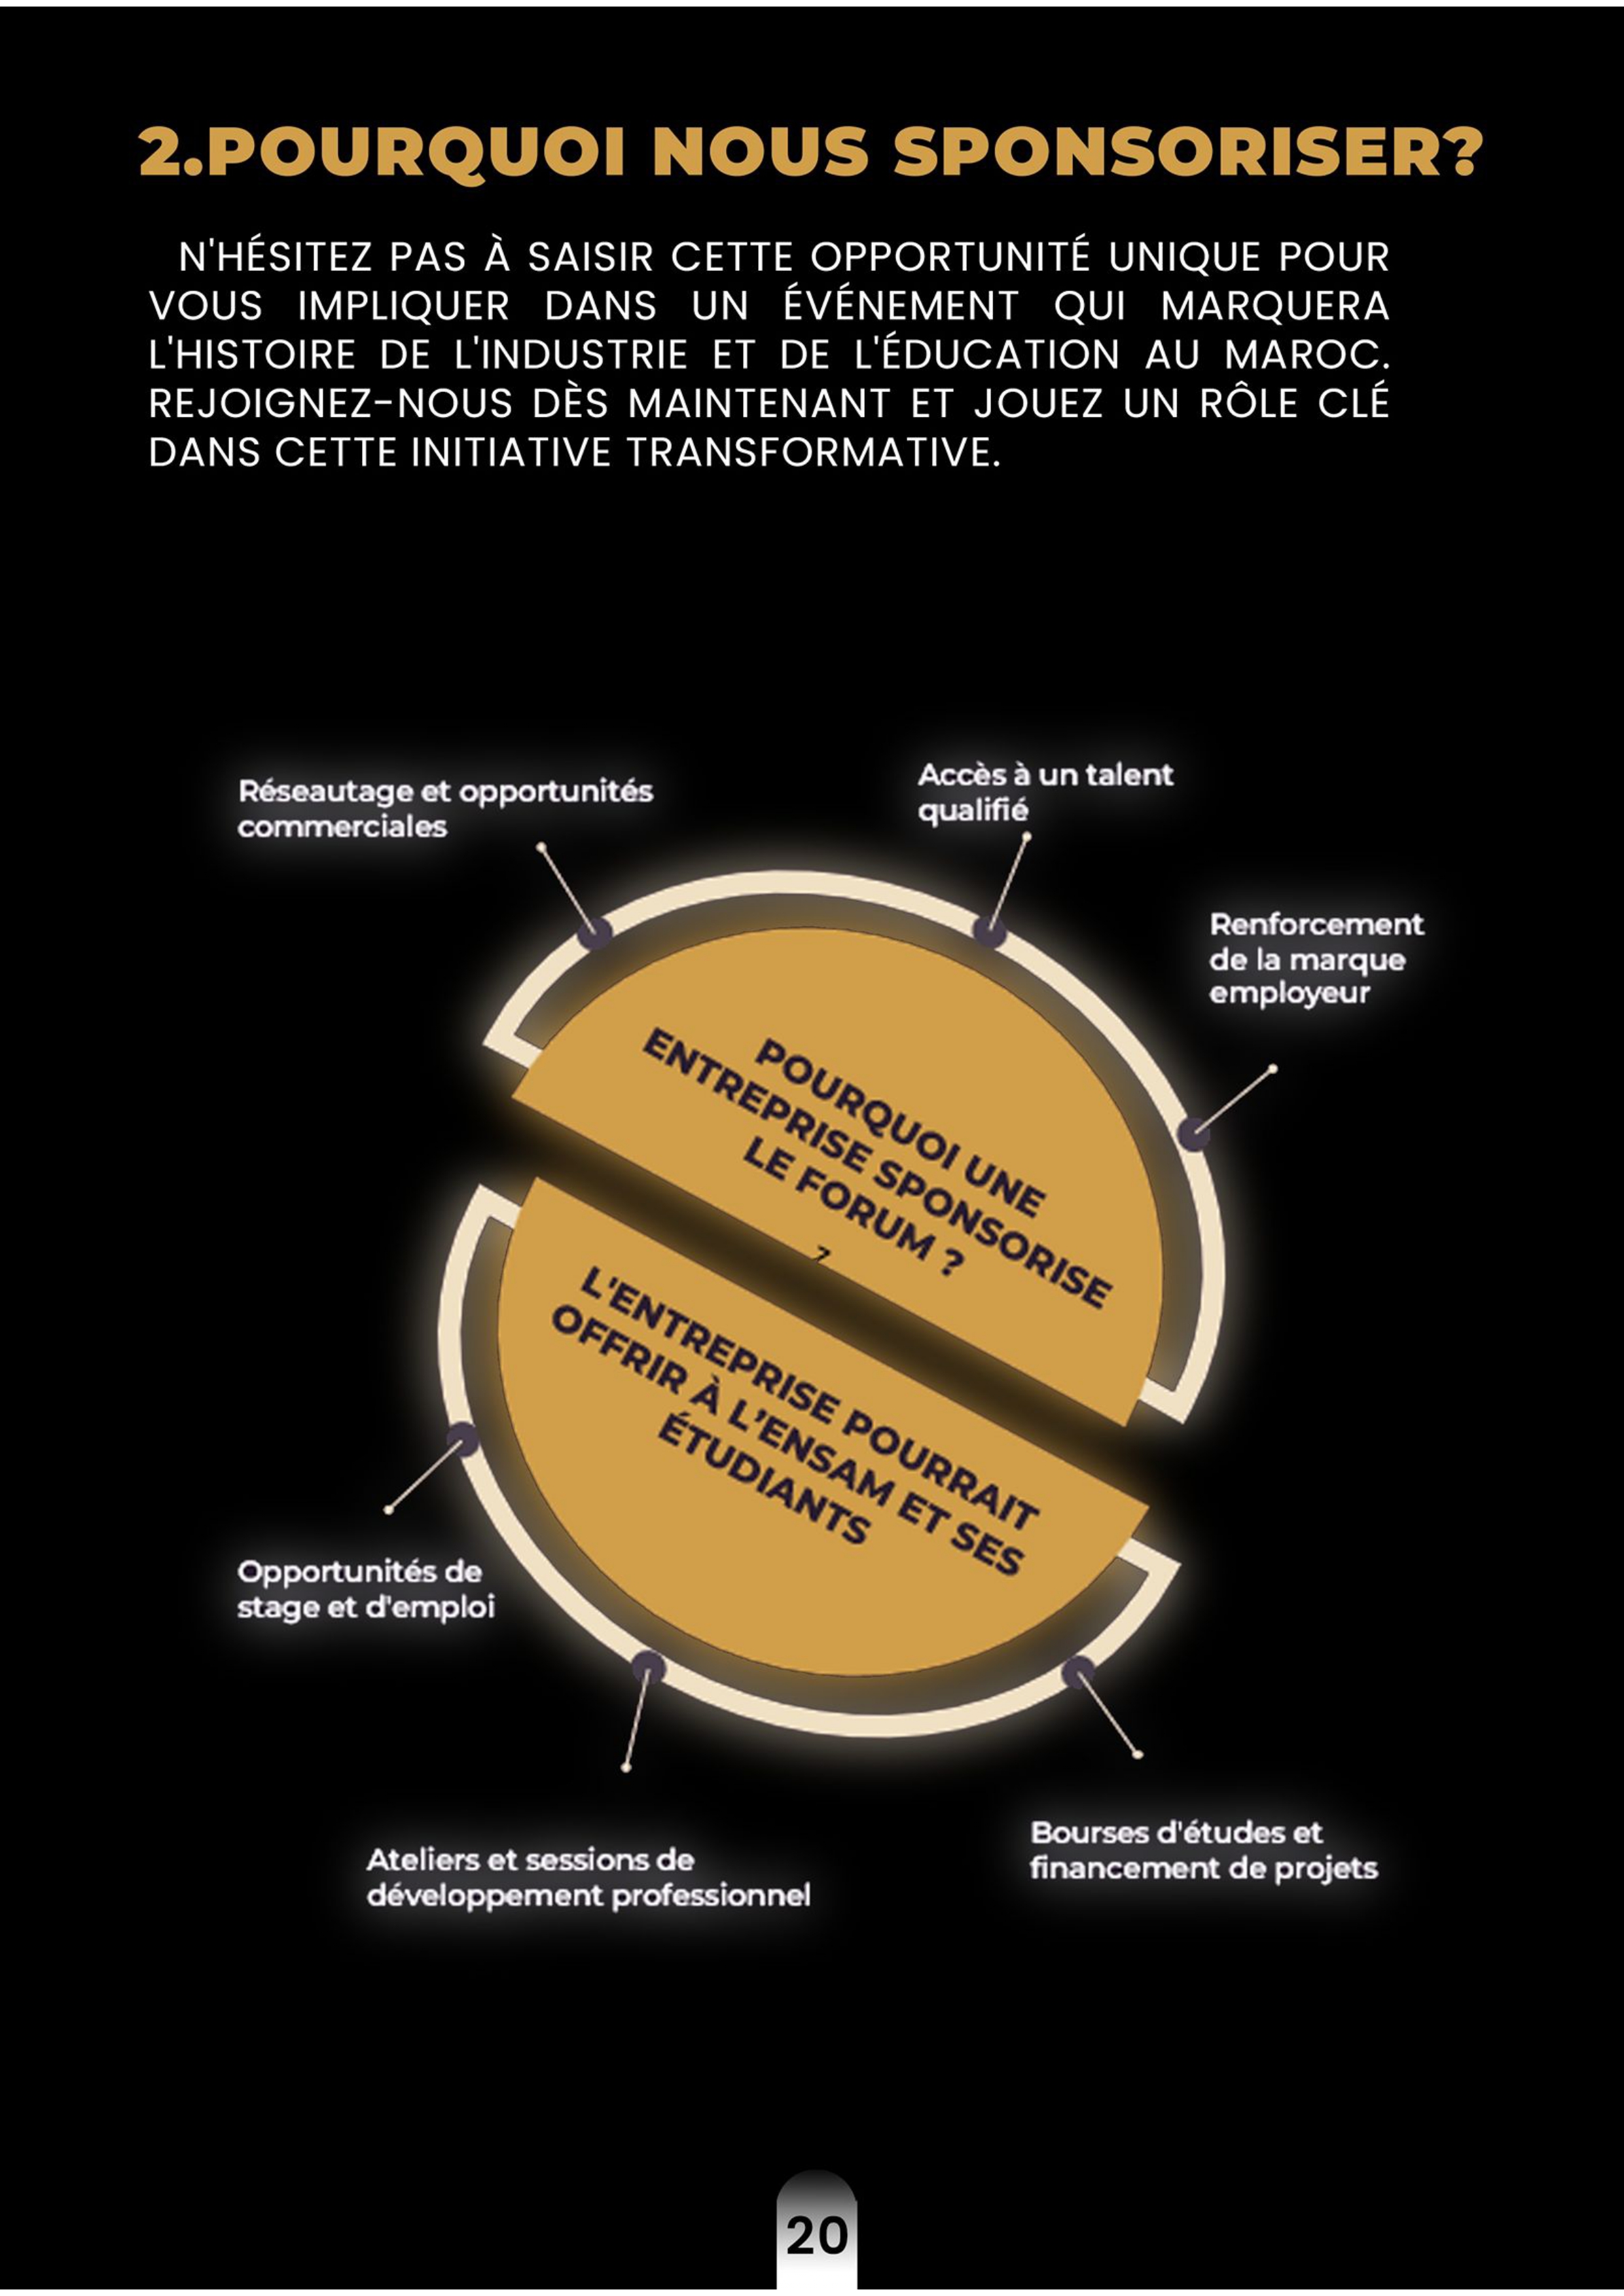 2.POURQUOI NOUS SPONSORISER?
N'HÉSITEZ PAS À SAISIR CETTE OPPORTUNITÉ UNIQUE POUR
VOUS IMPLIQUER DANS UN ÉVÉNEMENT QUI MARQUERA
L'HISTOIRE DE L'INDUSTRIE ET DE L'ÉDUCATION AU MAROC.
REJOIGNEZ-NOUS DÈS MAINTENANT ET JOUEZ UN RÔLE CLÉ
DANS CETTE INITIATIVE TRANSFORMATIVE.
Réseautage et opportunités
commerciales
Accès à un talent
qualifié
Renforcement
de la marque
employeur
POURQUOI UNE
ENTREPRISE SPONSORISE
LE FORUM ?
?
L'ENTREPRISE POURRAIT
OFFRIR À L'ENSAM ET SES
ÉTUDIANTS
Opportunités de
stage et d'emploi
Ateliers et sessions de
développement professionnel
Bourses d'études et
financement de projets
20